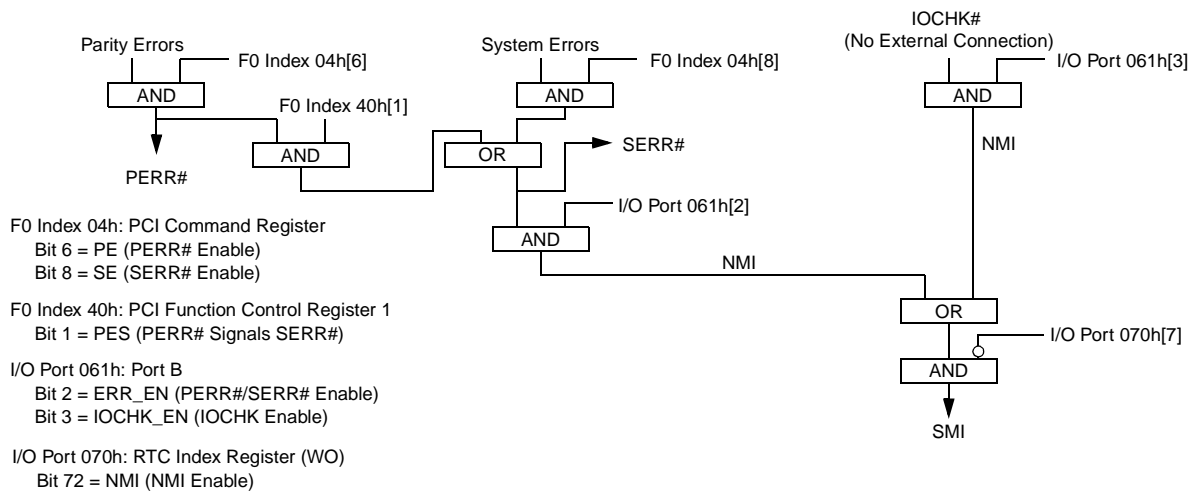 IOCHK#
(No External Connection)
Parity Errors
System Errors
F0 Index 04h[6]
F0 Index 04h[8]
I/O Port 061h[3]
AND
AND
AND
F0 Index 40h[1]
AND
OR
SERR#
NMI
PERR#
I/O Port 061h[2]
AND
NMI
F0 Index 04h: PCI Command Register
Bit 6 = PE (PERR# Enable)
Bit 8 = SE (SERR# Enable)
F0 Index 40h: PCI Function Control Register 1
Bit 1 = PES (PERR# Signals SERR#)
OR
I/O Port 070h[7]
AND
SMI
I/O Port 061h: Port B
Bit 2 = ERR_EN (PERR#/SERR# Enable)
Bit 3 = IOCHK_EN (IOCHK Enable)
I/O Port 070h: RTC Index Register (WO)
Bit 72 = NMI (NMI Enable)